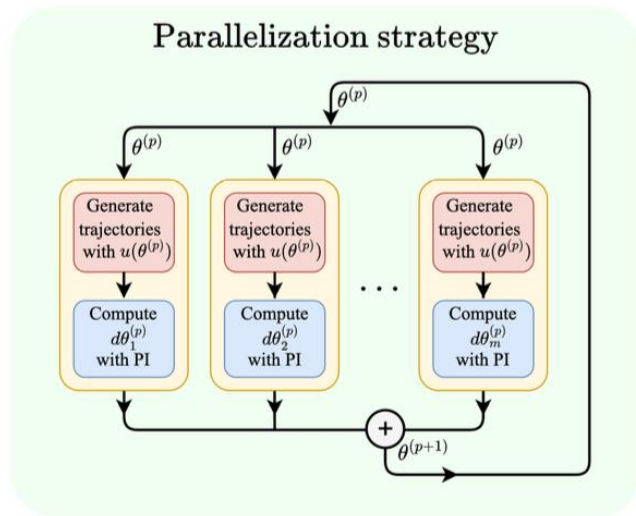 Parallelization strategy
θ^(p)
θ^(p) θ^(p) θ^(p)
Generate
trajectories
with u(θ^(p))
Compute
dθ_1^(p)
with PI
Generate
trajectories
with u(θ^(p))
Compute
dθ_2^(p)
with PI
...
Generate
trajectories
with u(θ^(p))
Compute
dθ_m^(p)
with PI
+
θ^(p+1)